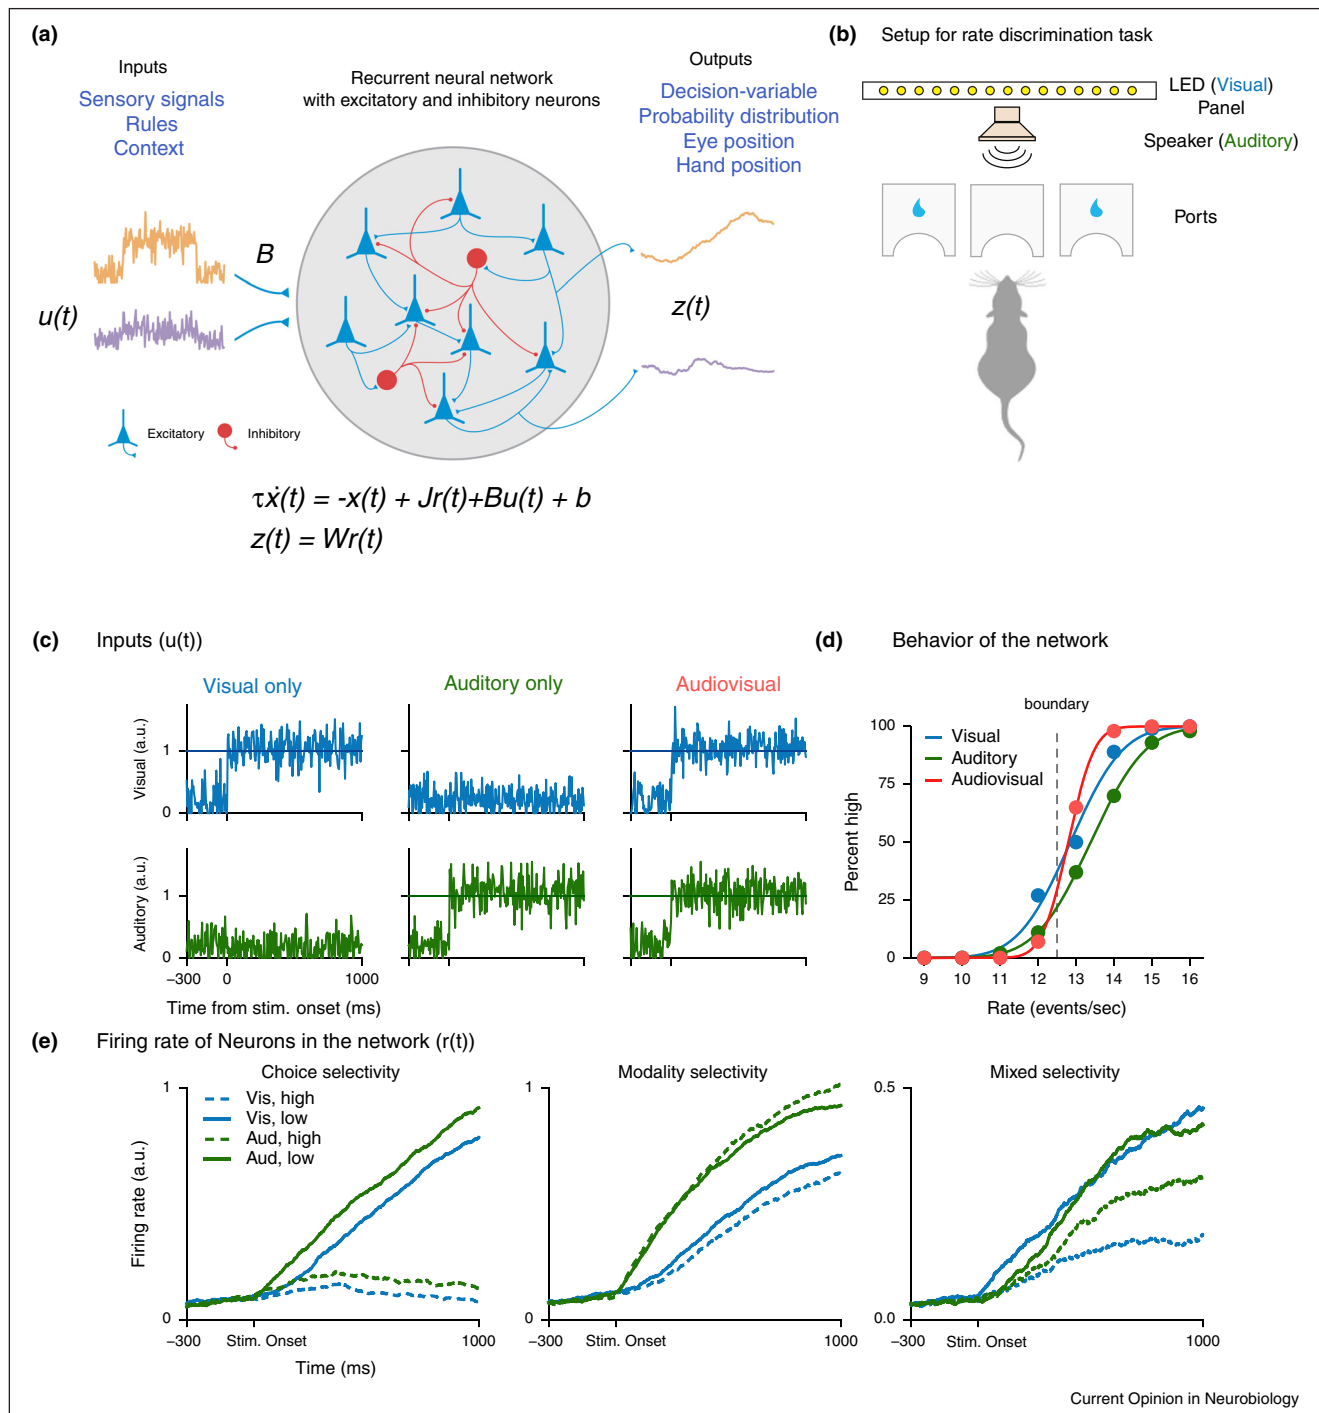 (a)
Inputs
Sensory signals
Rules
Context
Recurrent neural network
with excitatory and inhibitory neurons
Outputs
Decision-variable
Probability distribution
Eye position
Hand position
B
u(t)
z(t)
Excitatory
Inhibitory
τẋ(t) = -x(t) + Jr(t)+Bu(t) + b
z(t) = Wr(t)
(b) Setup for rate discrimination task
LED (Visual)
Panel
Speaker (Auditory)
Ports
(c) Inputs (u(t))
Visual only
Auditory only
Audiovisual
Visual (a.u.)
1
0
Auditory (a.u.)
1
0
−300 0 1000
Time from stim. onset (ms)
(d) Behavior of the network
boundary
Visual
Auditory
Audiovisual
Percent high
100
75
50
25
0
9 10 11 12 13 14 15 16
Rate (events/sec)
(e) Firing rate of Neurons in the network (r(t))
Choice selectivity
Vis, high
Vis, low
Aud, high
Aud, low
Firing rate (a.u.)
1
0
−300 Stim. Onset 1000
Time (ms)
Modality selectivity
1
0
−300 Stim. Onset 1000
Mixed selectivity
0.5
0.0
−300 Stim. Onset 1000
Current Opinion in Neurobiology